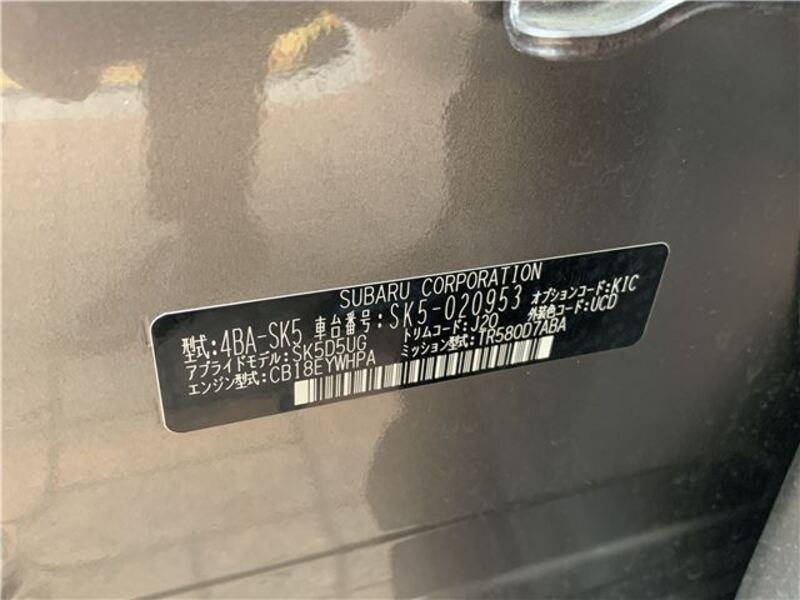 SUBARU CORPORATION
型式:4BA-SK5 車台番号:SK5-020953 オプションコード:KIC
アプライドモデル:SK5D5UG トリムコード:J20 外装色コード:UCD
エンジン型式:CB18EYWHPA ミッション型式:TR580D7ABA